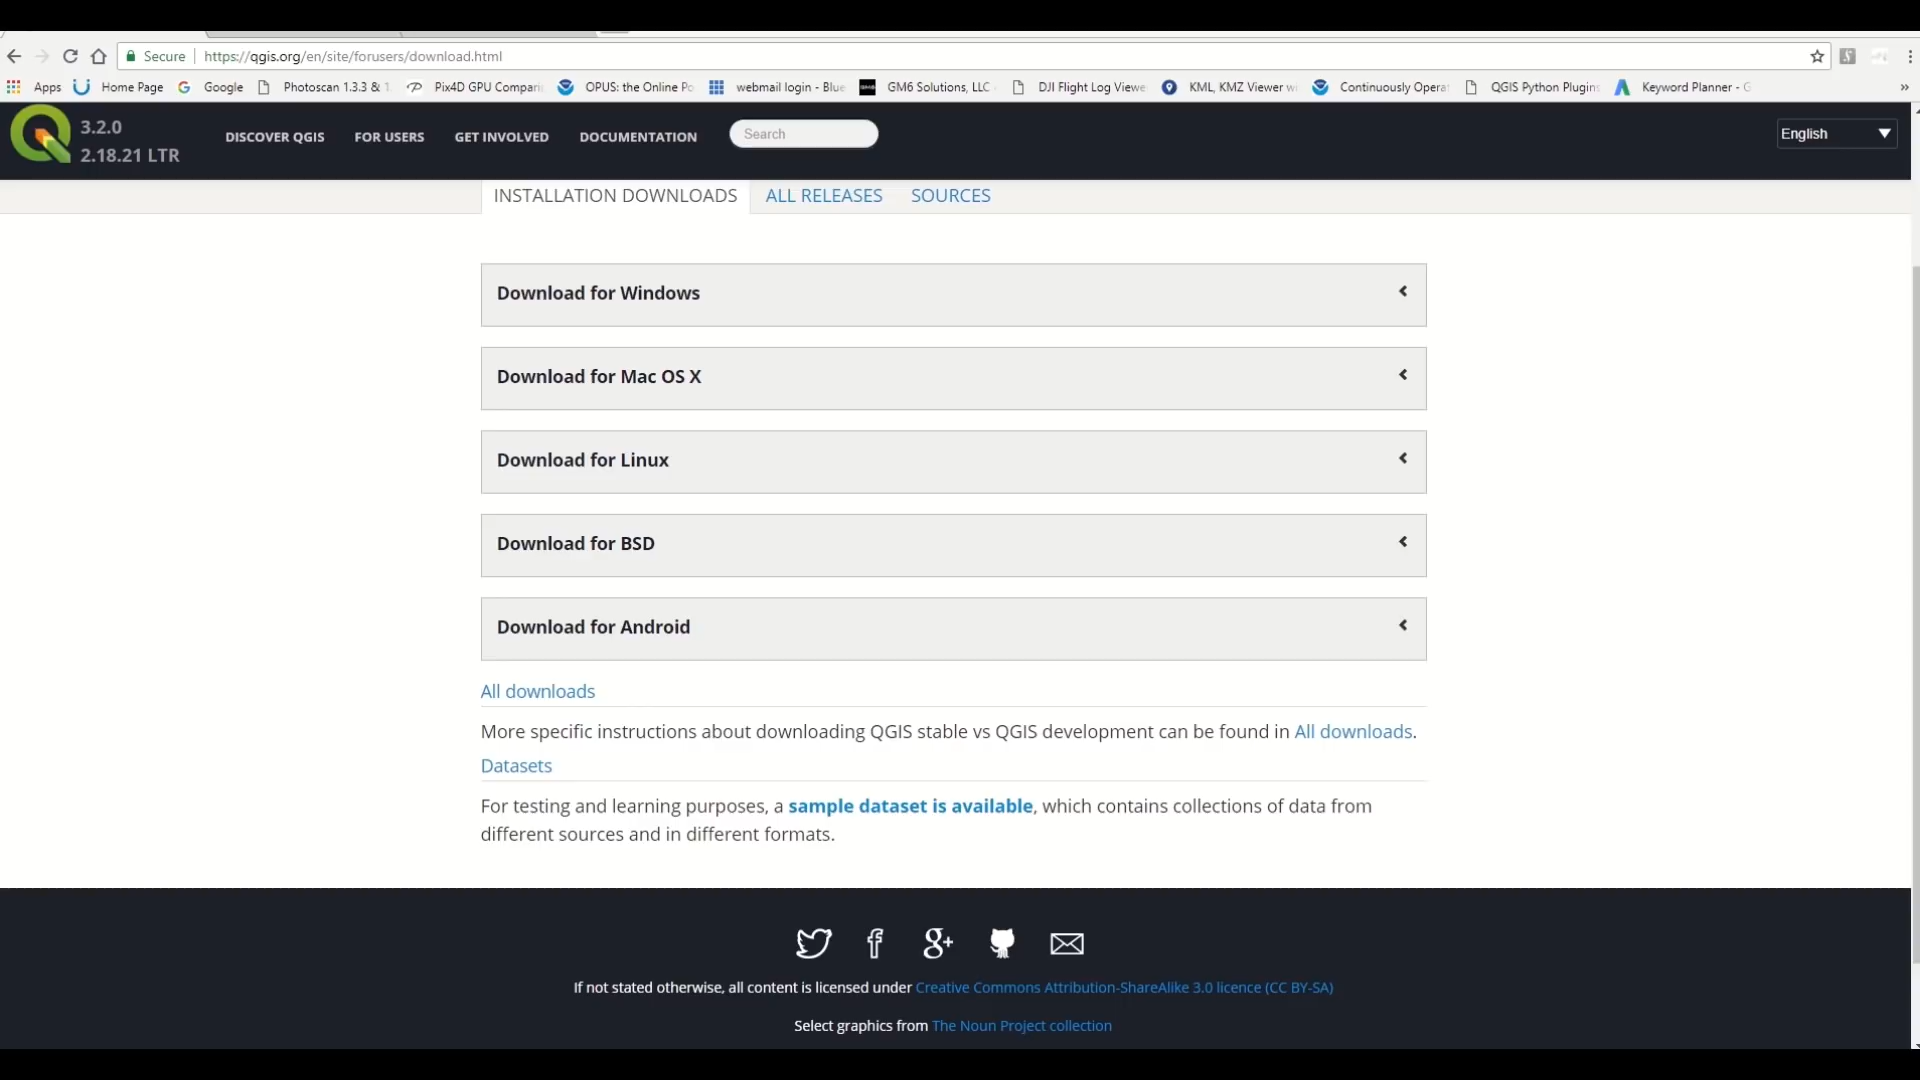 Secure https://qgis.org/en/site/forusers/download.html
Apps Home Page Google Photoscan 1.3.3 & Pix4D GPU Compari OPUS: the Online Po webmail login - Blue GM6 Solutions, LLC DJI Flight Log Viewe KML, KMZ Viewer w Continuously Opera QGIS Python Plugins Keyword Planner - G »
3.2.0
2.18.21 LTR
DISCOVER QGIS FOR USERS GET INVOLVED DOCUMENTATION Search English
INSTALLATION DOWNLOADS ALL RELEASES SOURCES
Download for Windows
Download for Mac OS X
Download for Linux
Download for BSD
Download for Android
All downloads
More specific instructions about downloading QGIS stable vs QGIS development can be found in All downloads.
Datasets
For testing and learning purposes, a sample dataset is available, which contains collections of data from
different sources and in different formats.
If not stated otherwise, all content is licensed under Creative Commons Attribution-ShareAlike 3.0 licence (CC BY-SA)
Select graphics from The Noun Project collection